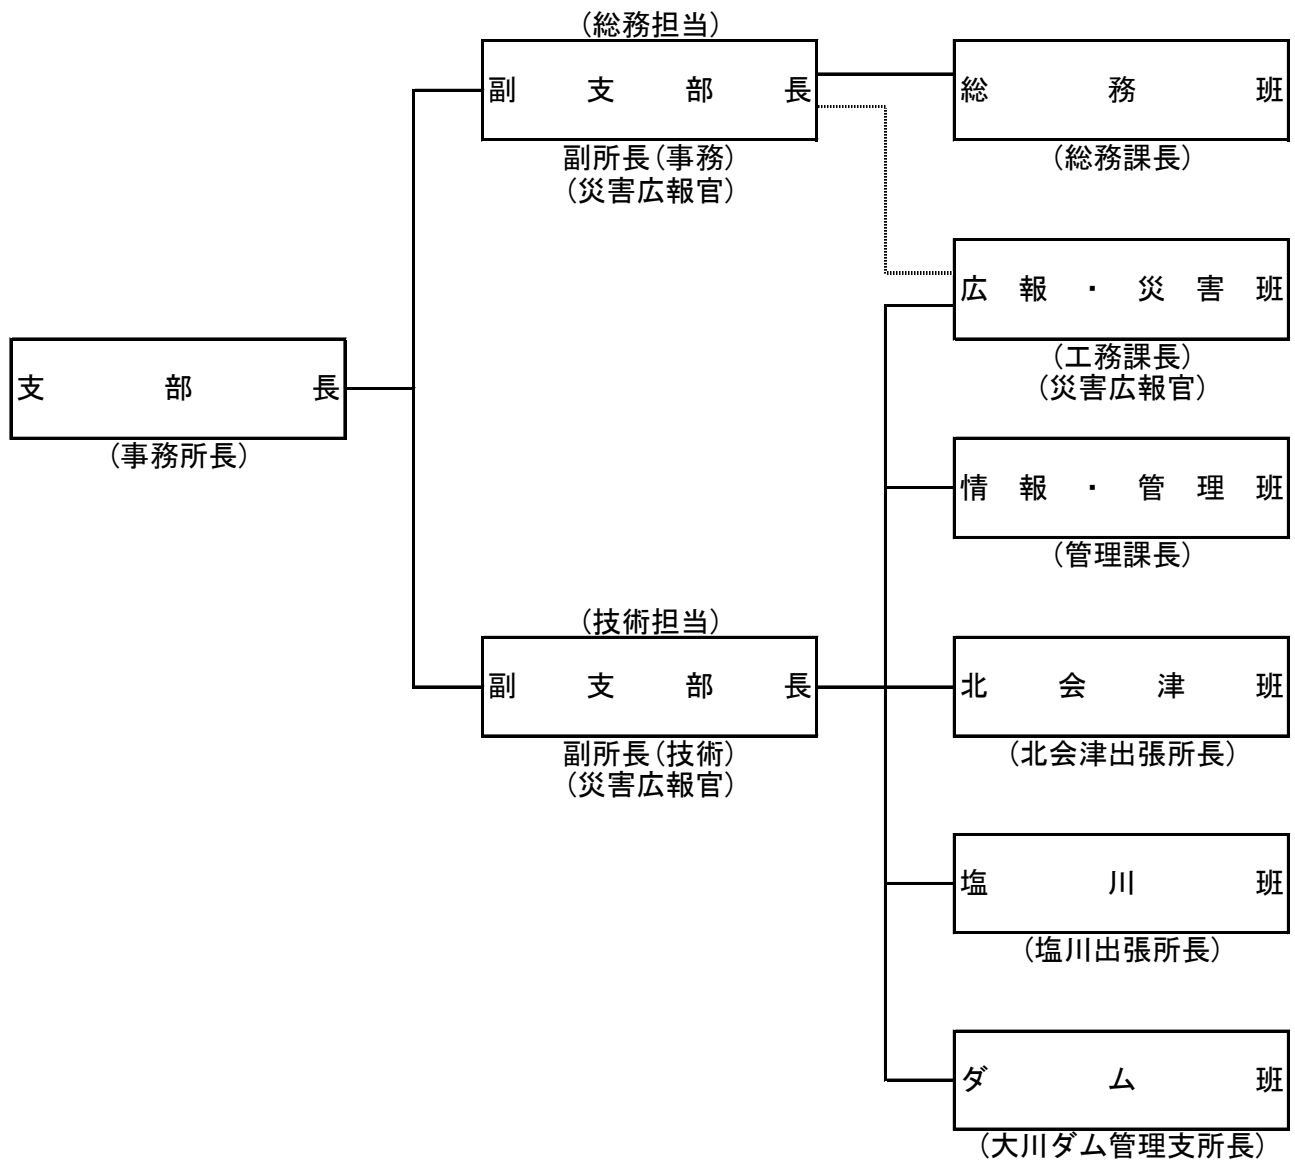 支部長
(事務所長)
(総務担当)
副支部長
副所長(事務)
(災害広報官)
(技術担当)
副支部長
副所長(技術)
(災害広報官)
総務班
(総務課長)
広報・災害班
(工務課長)
(災害広報官)
情報・管理班
(管理課長)
北会津班
(北会津出張所長)
塩川班
(塩川出張所長)
ダム班
(大川ダム管理支所長)